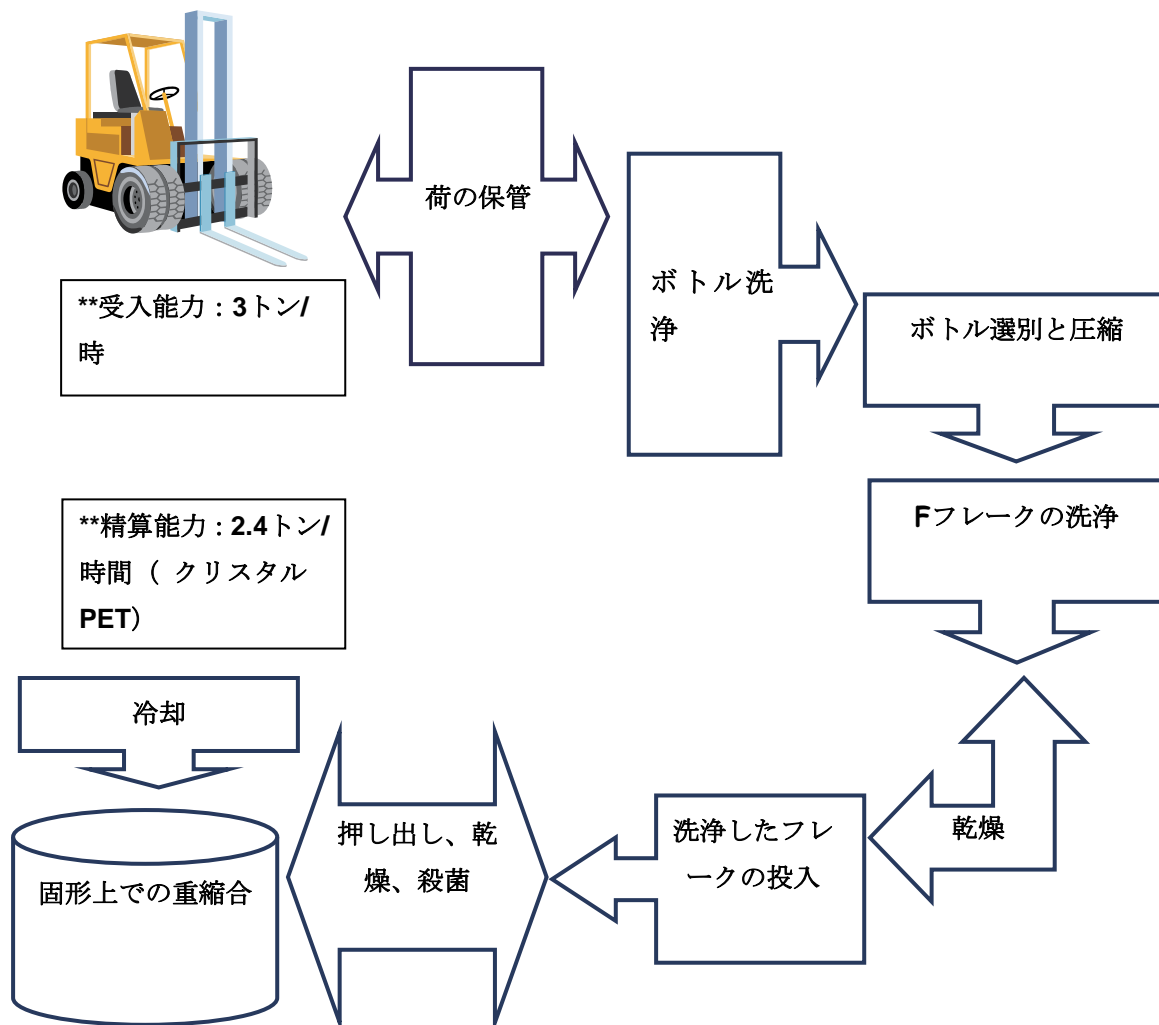 荷の保管
**受入能力：3トン/
時
ボトル洗
浄
ボトル選別と圧縮
**精算能力：2.4トン/
時間（ クリスタル
PET）
Fフレークの洗浄
冷却
押し出し、乾
燥、殺菌
洗浄したフレ
ークの投入
乾燥
固形上での重縮合